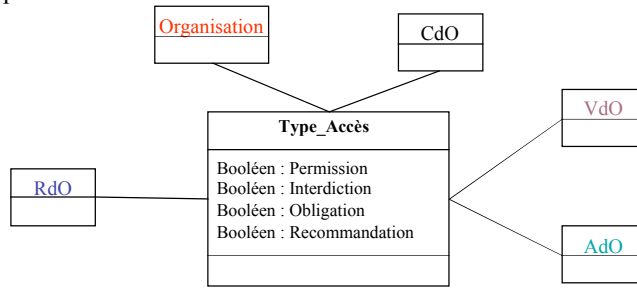 Organisation
CdO
Type_Accès
VdO
Booléen : Permission
Booléen : Interdiction
RdO
Booléen : Obligation
Booléen : Recommandation
AdO